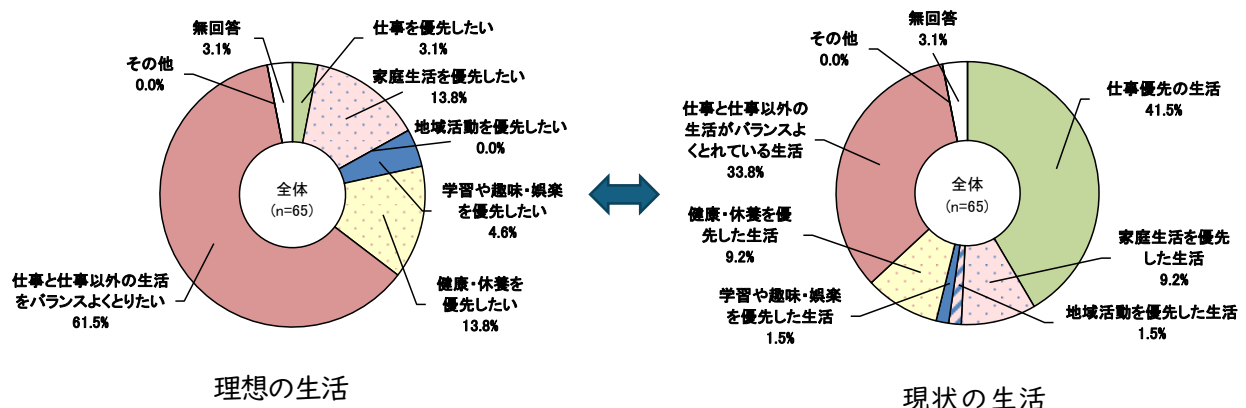 無回答
3.1%
その他
0.0%
仕事を優先したい
3.1%
家庭生活を優先したい
13.8%
地域活動を優先したい
0.0%
学習や趣味・娯楽
を優先したい
4.6%
健康・休養を
優先したい
13.8%
仕事と仕事以外の生活
をバランスよくとりたい
61.5%
全体
(n=65)
理想の生活
無回答
3.1%
その他
0.0%
仕事優先の生活
41.5%
仕事と仕事以外の
生活がバランスよ
くとれている生活
33.8%
健康・休養を優
先した生活
9.2%
学習や趣味・娯楽
を優先した生活
1.5%
家庭生活を優先
した生活
9.2%
地域活動を優先した生活
1.5%
全体
(n=65)
現状の生活